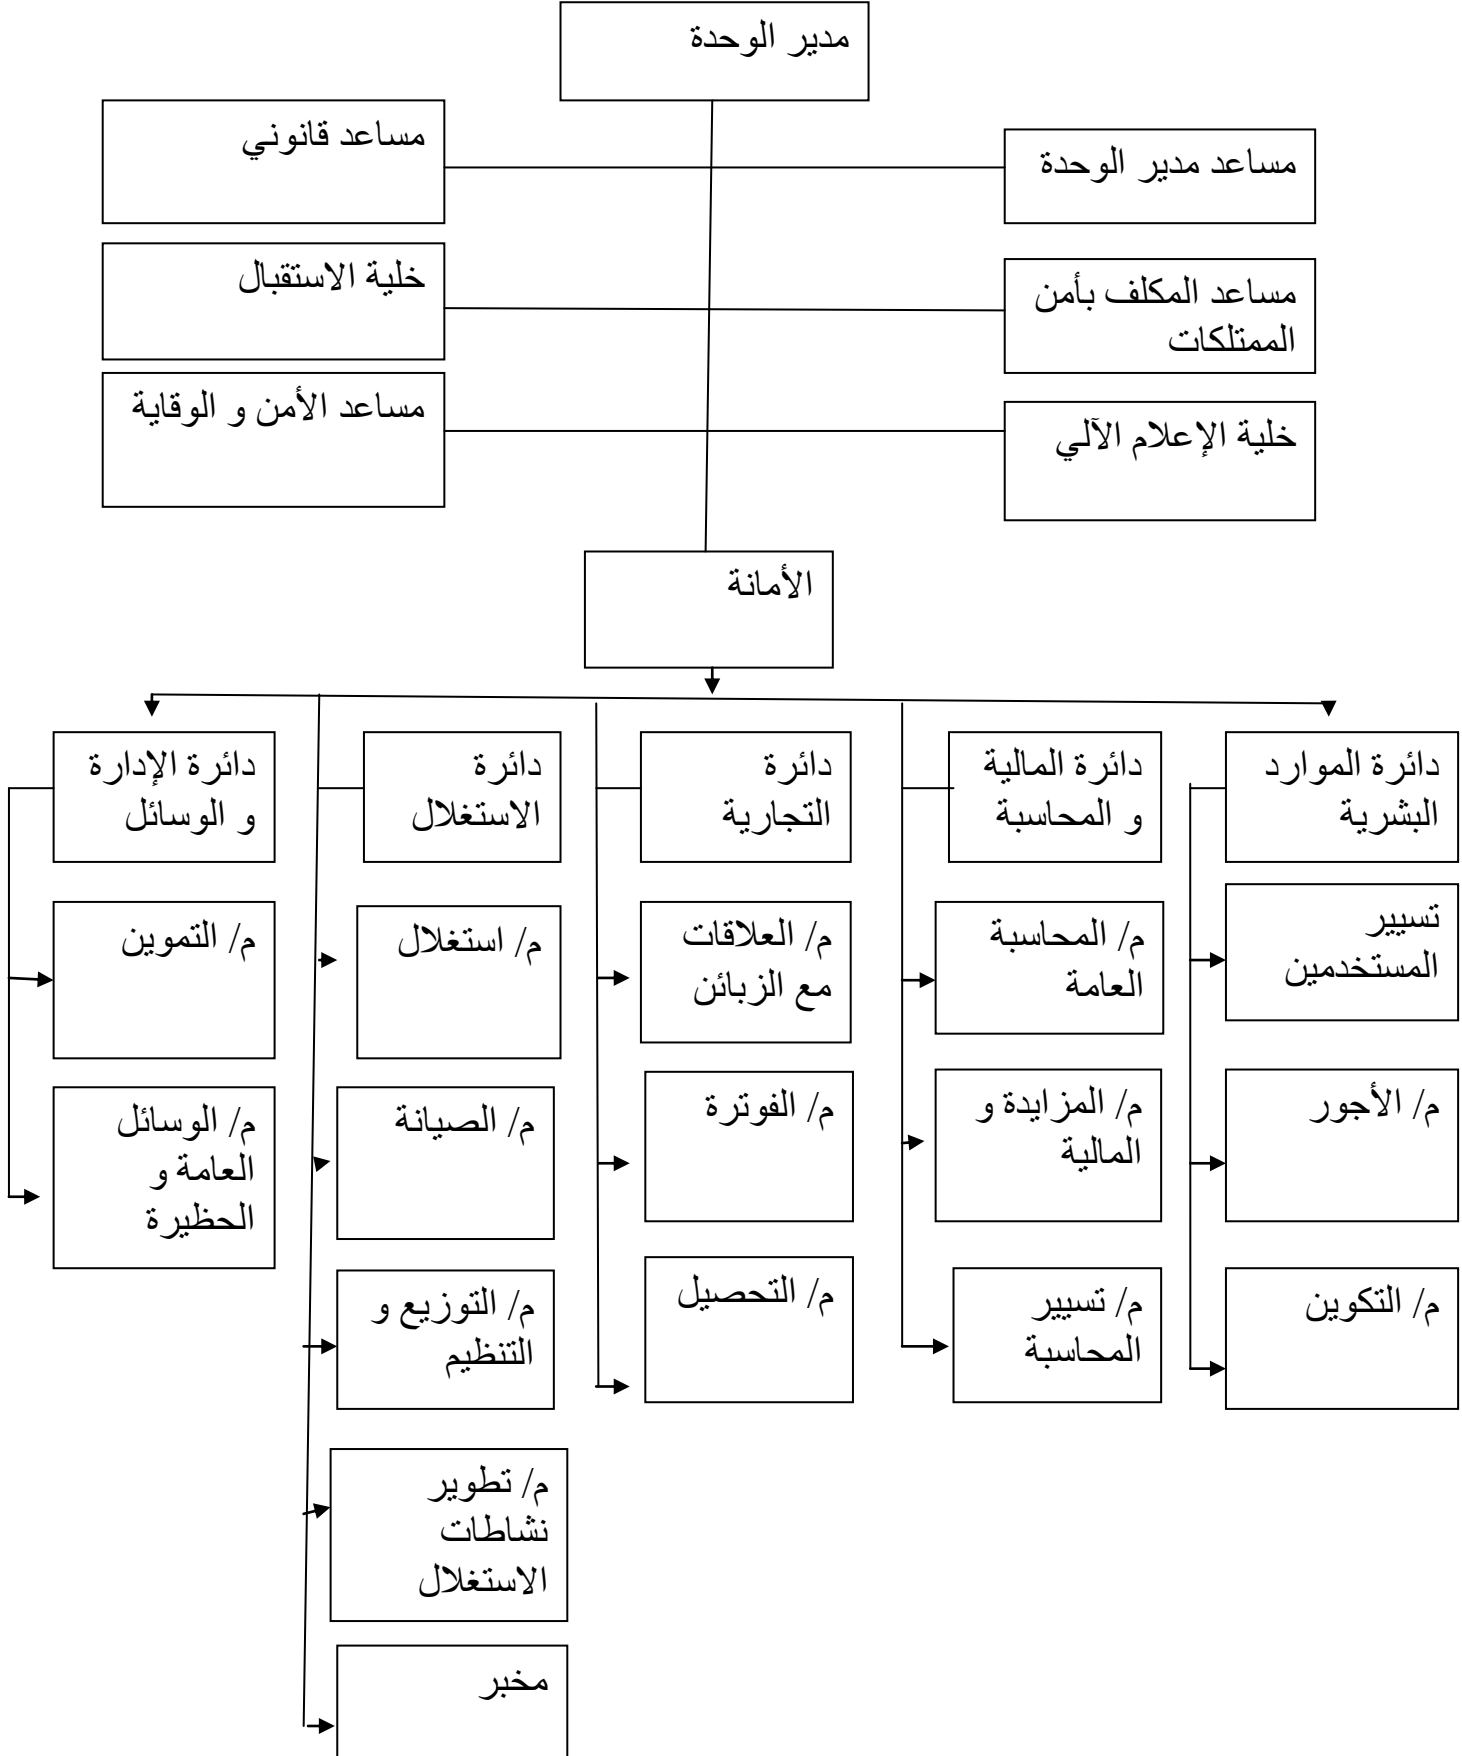 مدير الوحدة
مساعد مدير الوحدة
مساعد قانوني
مساعد المكلف بأمن
الممتلكات
خلية الاستقبال
خلية الإعلام الآلي
مساعد الأمن و الوقاية
الأمانة
دائرة الموارد
البشرية
دائرة المالية
و المحاسبة
دائرة
التجارية
دائرة
الاستغلال
دائرة الإدارة
و الوسائل
تسيير
المستخدمين
م/ المحاسبة
العامة
م/ العلاقات
مع الزبائن
م/ استغلال
م/ التموين
م/ الأجور
م/ المزايدة و
المالية
م/ الفوترة
م/ الصيانة
م/ الوسائل
العامة و
الحظيرة
م/ التكوين
م/ تسيير
المحاسبة
م/ التحصيل
م/ التوزيع و
التنظيم
م/ تطوير
نشاطات
الاستغلال
مخبر